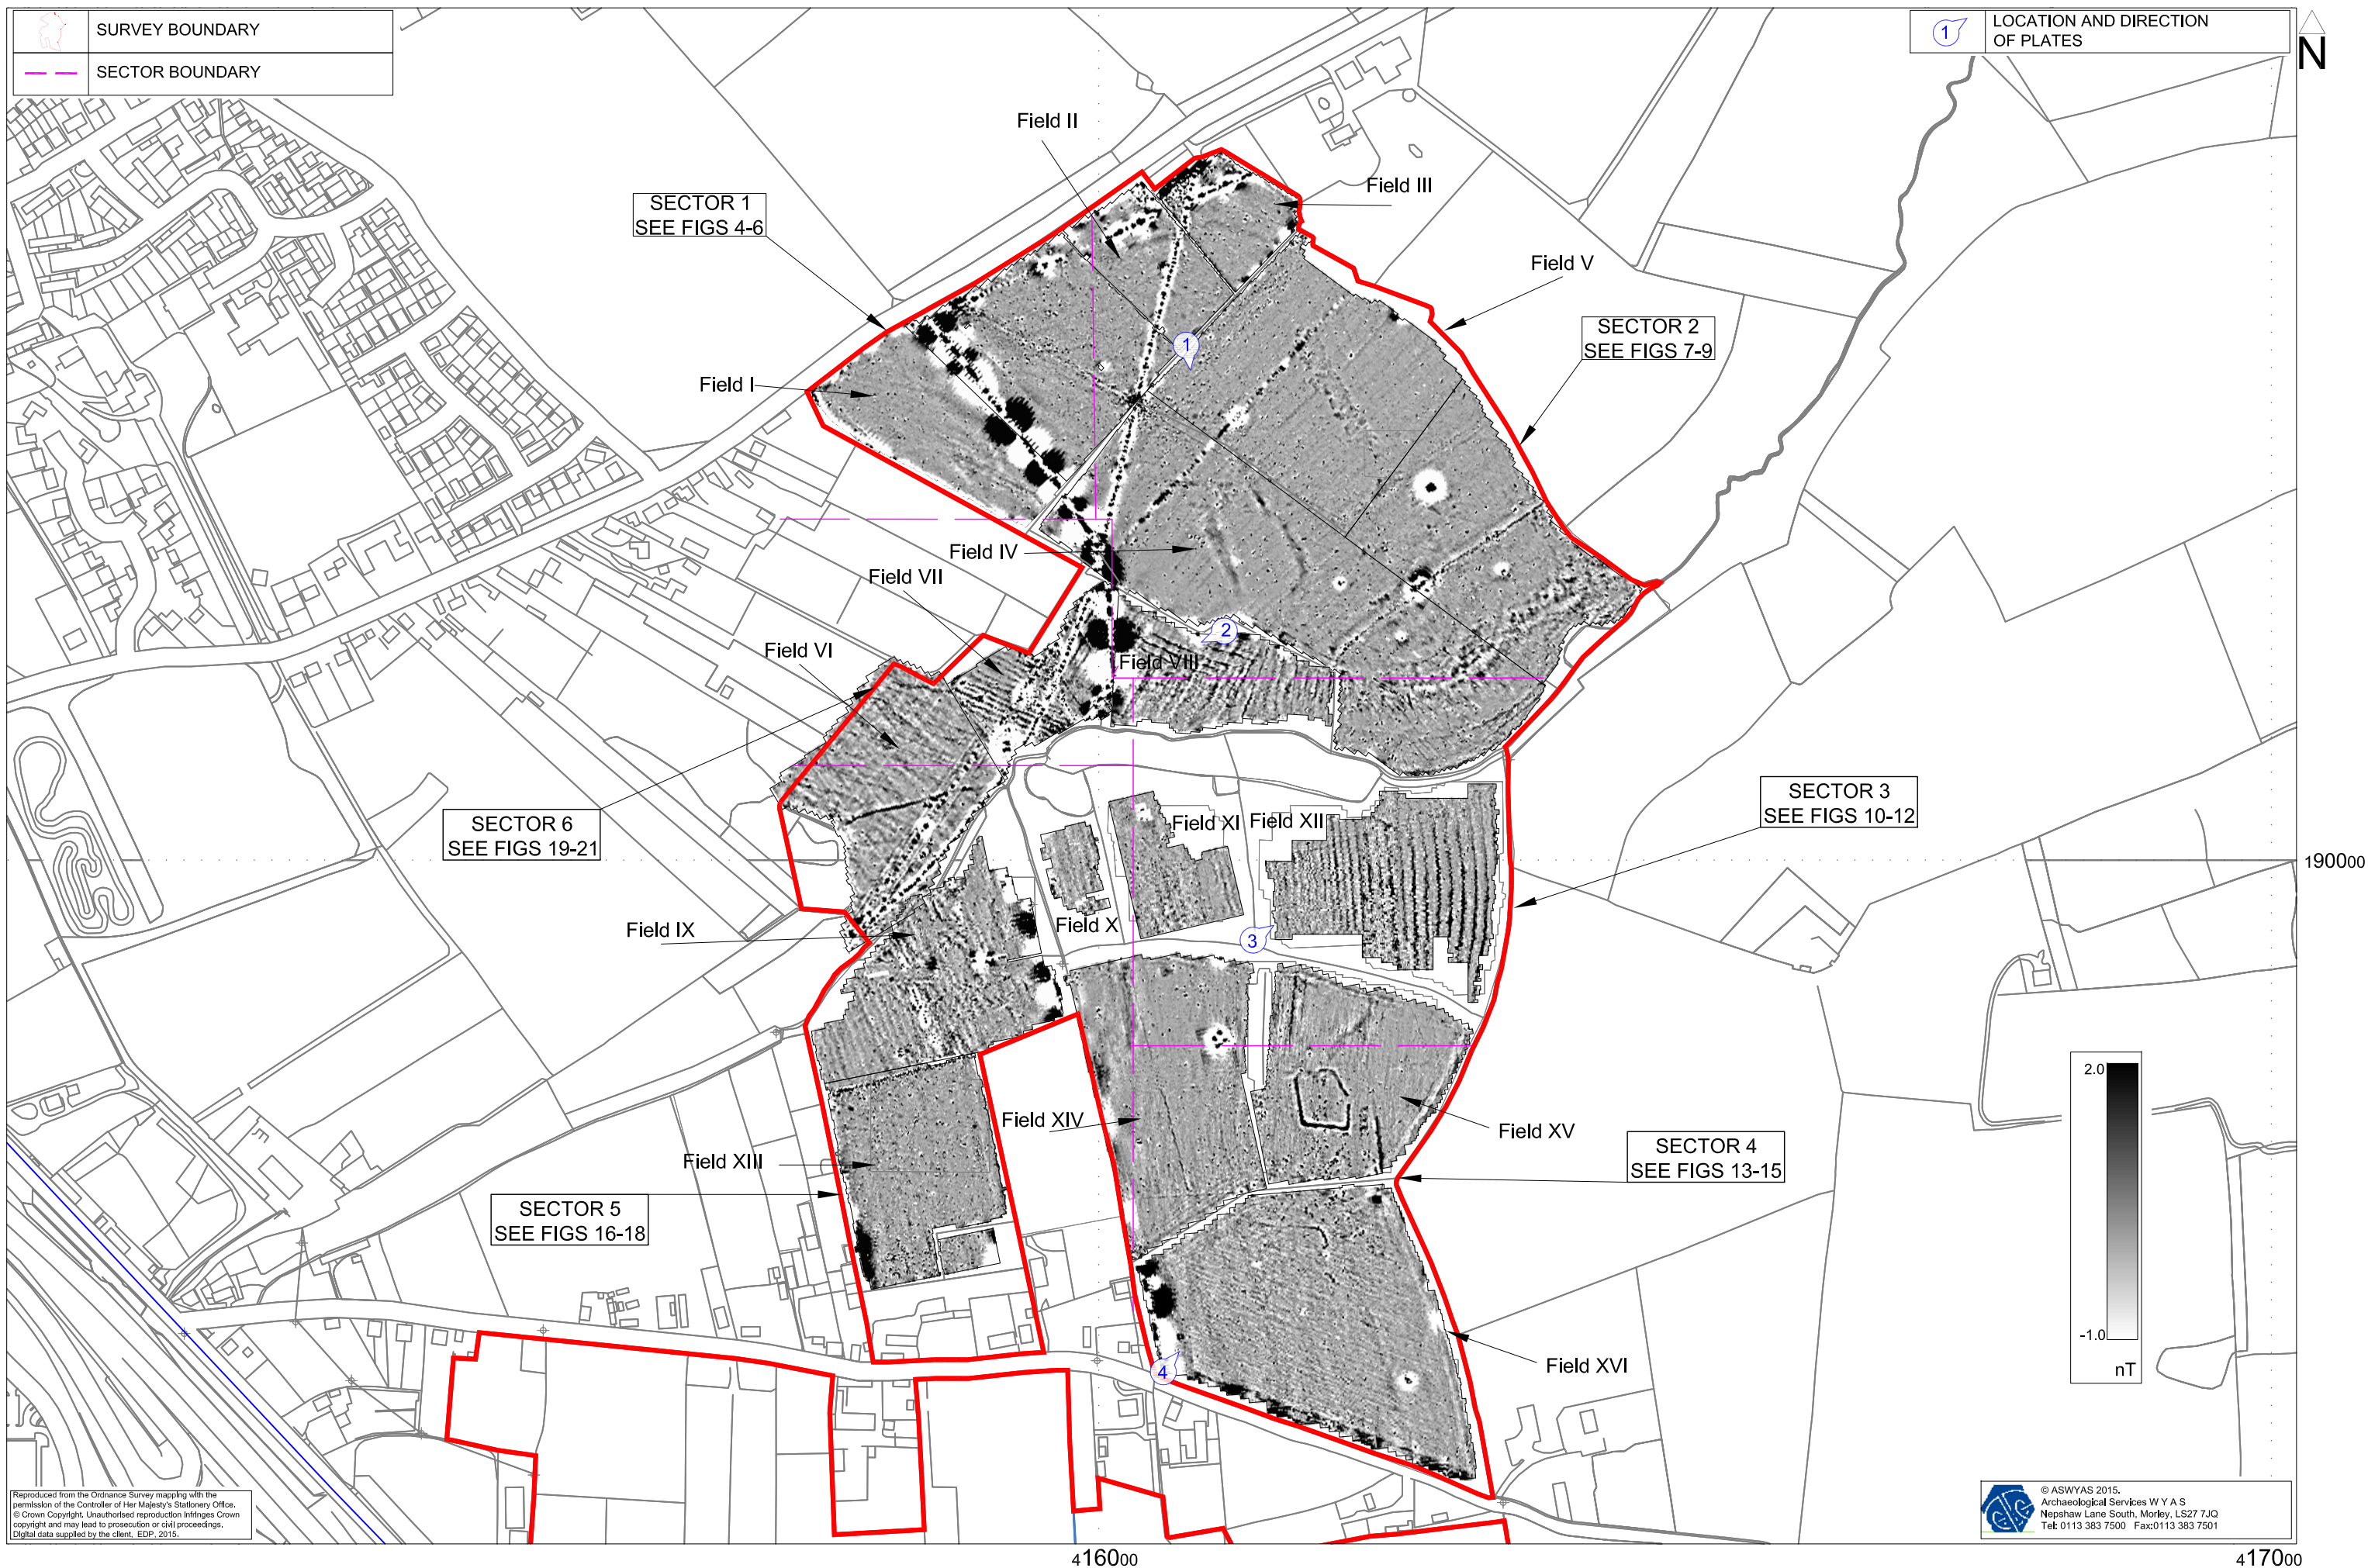 SURVEY BOUNDARY
SECTOR BOUNDARY
1
LOCATION AND DIRECTION
OF PLATES
N
Field II
SECTOR 1
SEE FIGS 4-6
Field III
Field V
SECTOR 2
SEE FIGS 7-9
1
Field I
Field IV
Field VII
2
Field VI
Field VIII
SECTOR 3
SEE FIGS 10-12
SECTOR 6
SEE FIGS 19-21
Field XI
Field XII
19000
Field IX
Field X
3
2.0
Field XIV
Field XV
SECTOR 4
SEE FIGS 13-15
Field XIII
SECTOR 5
SEE FIGS 16-18
-1.0
nT
Field XVI
4
Reproduced from the Ordnance Survey mapping with the
permission of the Controller of Her Majesty's Stationery Office.
© Crown Copyright. Unauthorised reproduction infringes Crown
copyright and may lead to prosecution or civil proceedings.
Digital data supplied by the client, EDP, 2015.
© ASWYAS 2015.
Archaeological Services W Y A S
Nepshaw Lane South, Morley, LS27 7JQ
Tel: 0113 383 7500 Fax:0113 383 7501
416000
417000